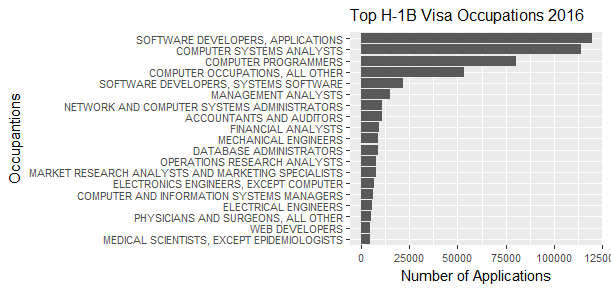 Top H-1B Visa Occupations 2016
SOFTWARE DEVELOPERS, APPLICATIONS
COMPUTER SYSTEMS ANALYSTS
COMPUTER PROGRAMMERS
COMPUTER OCCUPATIONS, ALL OTHER
SOFTWARE DEVELOPERS, SYSTEMS SOFTWARE
MANAGEMENT ANALYSTS
NETWORK AND COMPUTER SYSTEMS ADMINISTRATORS
ACCOUNTANTS AND AUDITORS
FINANCIAL ANALYSTS
MECHANICAL ENGINEERS
DATABASE ADMINISTRATORS
OPERATIONS RESEARCH ANALYSTS
MARKET RESEARCH ANALYSTS AND MARKETING SPECIALISTS
ELECTRONICS ENGINEERS, EXCEPT COMPUTER
COMPUTER AND INFORMATION SYSTEMS MANAGERS
ELECTRICAL ENGINEERS
PHYSICIANS AND SURGEONS, ALL OTHER
WEB DEVELOPERS
MEDICAL SCIENTISTS, EXCEPT EPIDEMIOLOGISTS
Occupantions
0 25000 50000 75000 100000 12500
Number of Applications